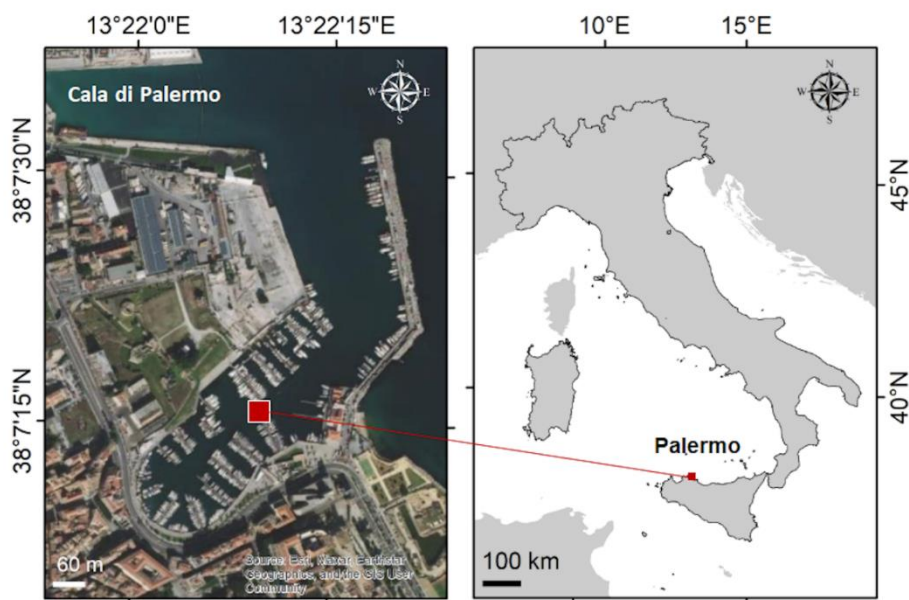 13°22'0"E
13°22'15"E
10°E
15°E
Cala di Palermo
N
W
E
S
N
W
E
S
38°7'30"N
45°N
38°7'15"N
40°N
Palermo
60 m
Source: Esri, Maxar, Earthstar
Geographics, and the GIS User
Community
100 km